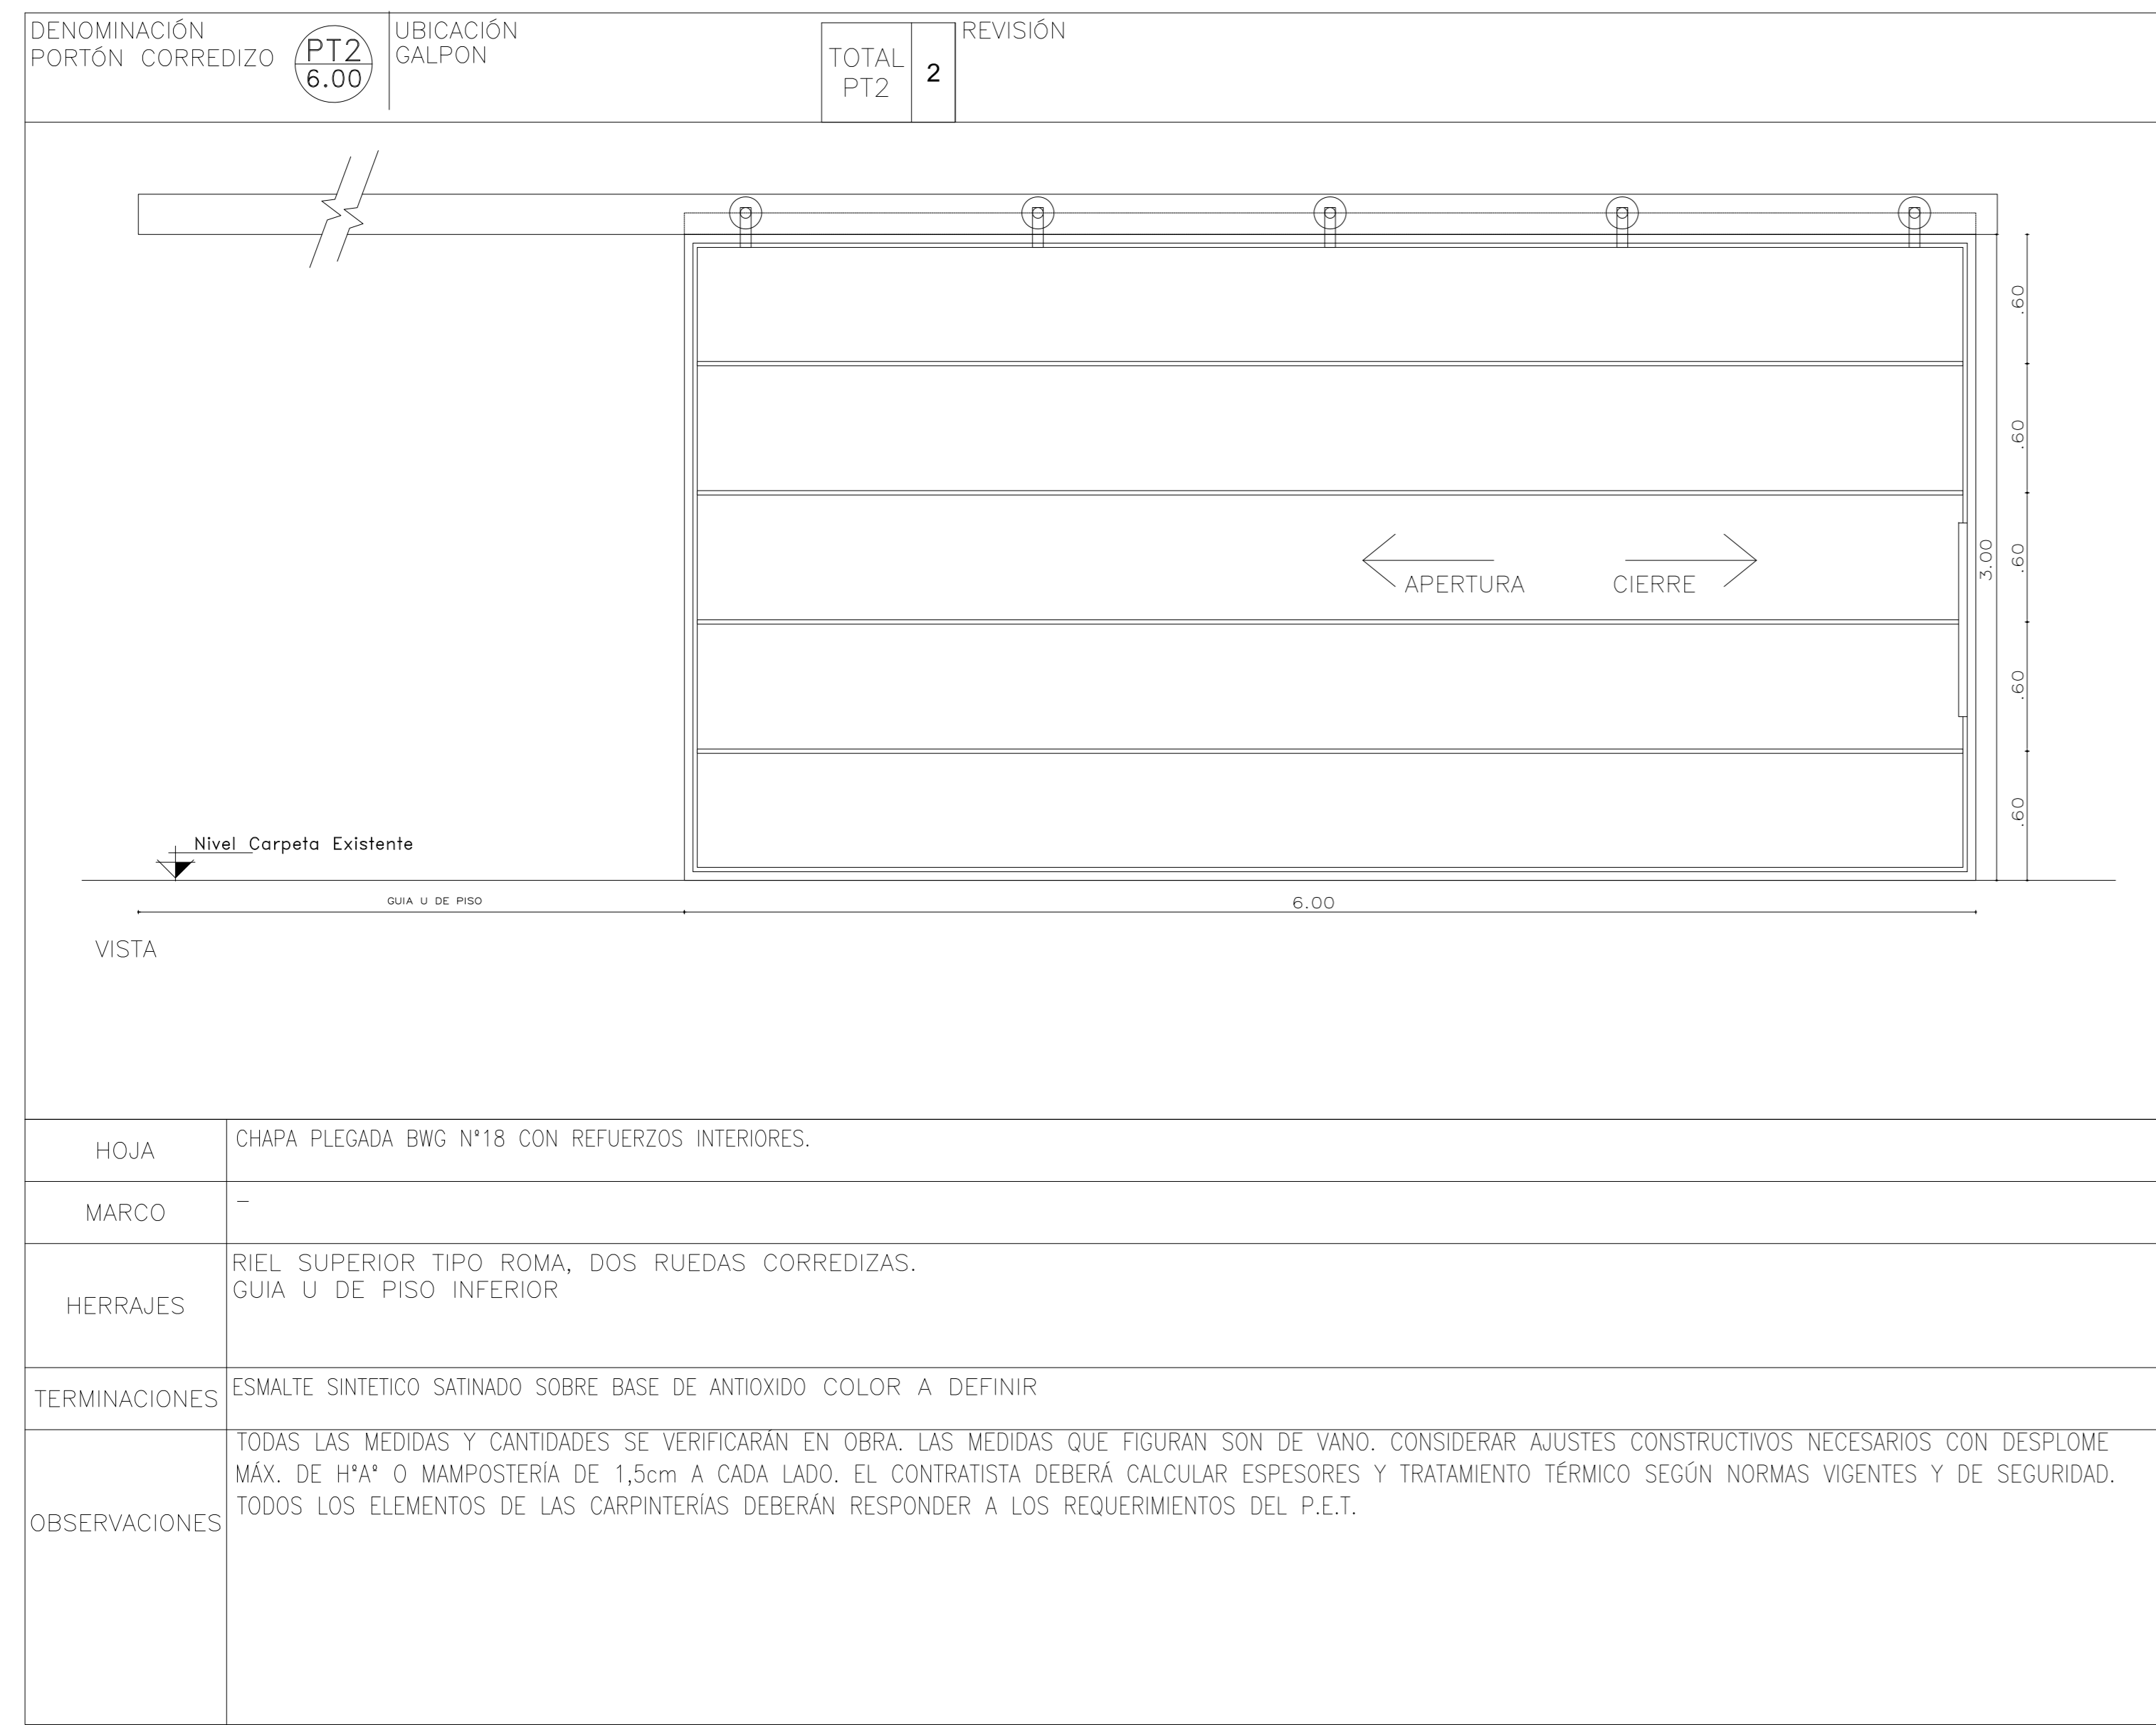 DENOMINACIÓN
PORTÓN CORREDIZO
PT2
6.00
UBICACIÓN
GALPON
TOTAL
PT2
2
REVISIÓN
.60
.60
.60
.60
.60
3.00
APERTURA
CIERRE
Nivel Carpeta Existente
GUIA U DE PISO
6.00
VISTA
HOJA
CHAPA PLEGADA BWG Nº18 CON REFUERZOS INTERIORES.
MARCO
–
HERRAJES
RIEL SUPERIOR TIPO ROMA, DOS RUEDAS CORREDIZAS.
GUIA U DE PISO INFERIOR
TERMINACIONES
ESMALTE SINTETICO SATINADO SOBRE BASE DE ANTIOXIDO COLOR A DEFINIR
OBSERVACIONES
TODAS LAS MEDIDAS Y CANTIDADES SE VERIFICARÁN EN OBRA. LAS MEDIDAS QUE FIGURAN SON DE VANO. CONSIDERAR AJUSTES CONSTRUCTIVOS NECESARIOS CON DESPLOME
MÁX. DE HºAº O MAMPOSTERÍA DE 1,5cm A CADA LADO. EL CONTRATISTA DEBERÁ CALCULAR ESPESORES Y TRATAMIENTO TÉRMICO SEGÚN NORMAS VIGENTES Y DE SEGURIDAD.
TODOS LOS ELEMENTOS DE LAS CARPINTERÍAS DEBERÁN RESPONDER A LOS REQUERIMIENTOS DEL P.E.T.